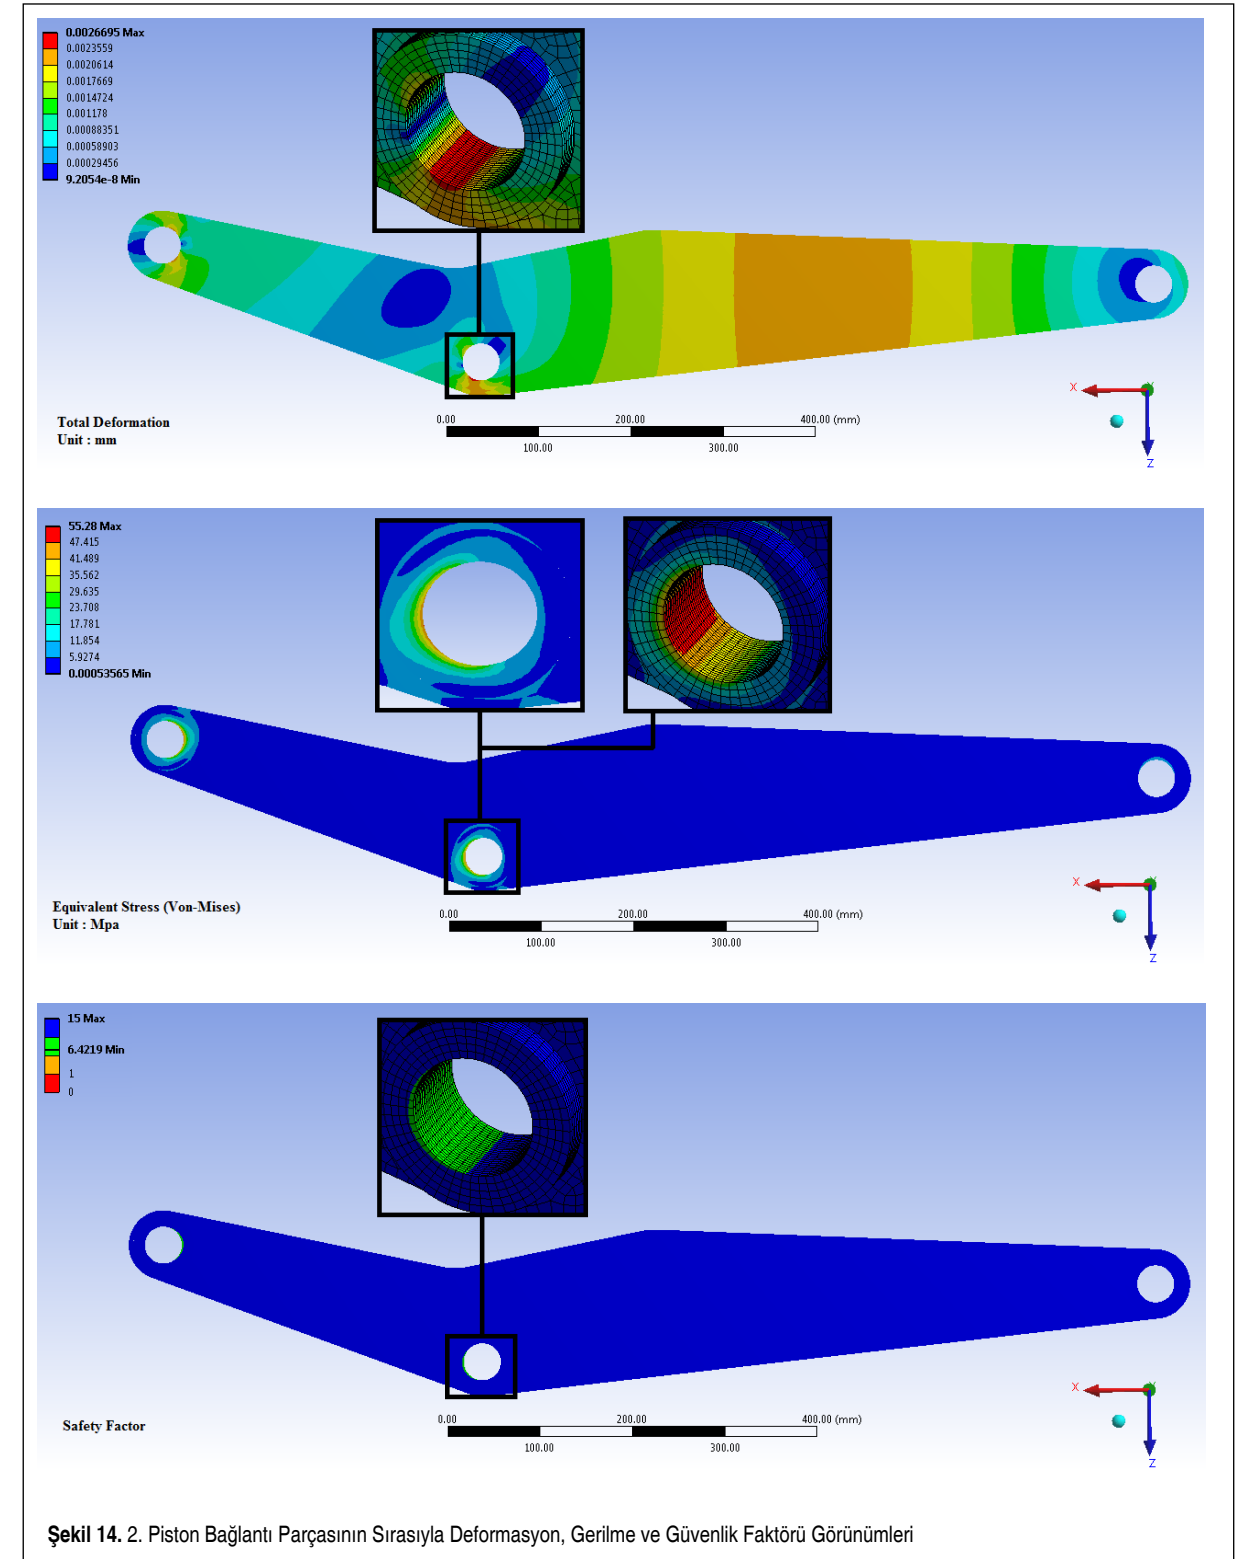 0.0026695 Max
0.0023559
0.0020614
0.0017669
0.0014724
0.001178
0.00088351
0.00058903
0.00029456
9.2054e-8 Min
Total Deformation
Unit : mm
0.00 200.00 400.00 (mm)
100.00 300.00
X
Z
55.28 Max
47.415
41.489
35.562
29.635
23.708
17.781
11.854
5.9274
0.00053565 Min
Equivalent Stress (Von-Mises)
Unit : Mpa
0.00 200.00 400.00 (mm)
100.00 300.00
X
Z
15 Max
6.4219 Min
1
0
Safety Factor
0.00 200.00 400.00 (mm)
100.00 300.00
X
Z
Şekil 14. 2. Piston Bağlantı Parçasının Sırasıyla Deformasyon, Gerilme ve Güvenlik Faktörü Görünümleri